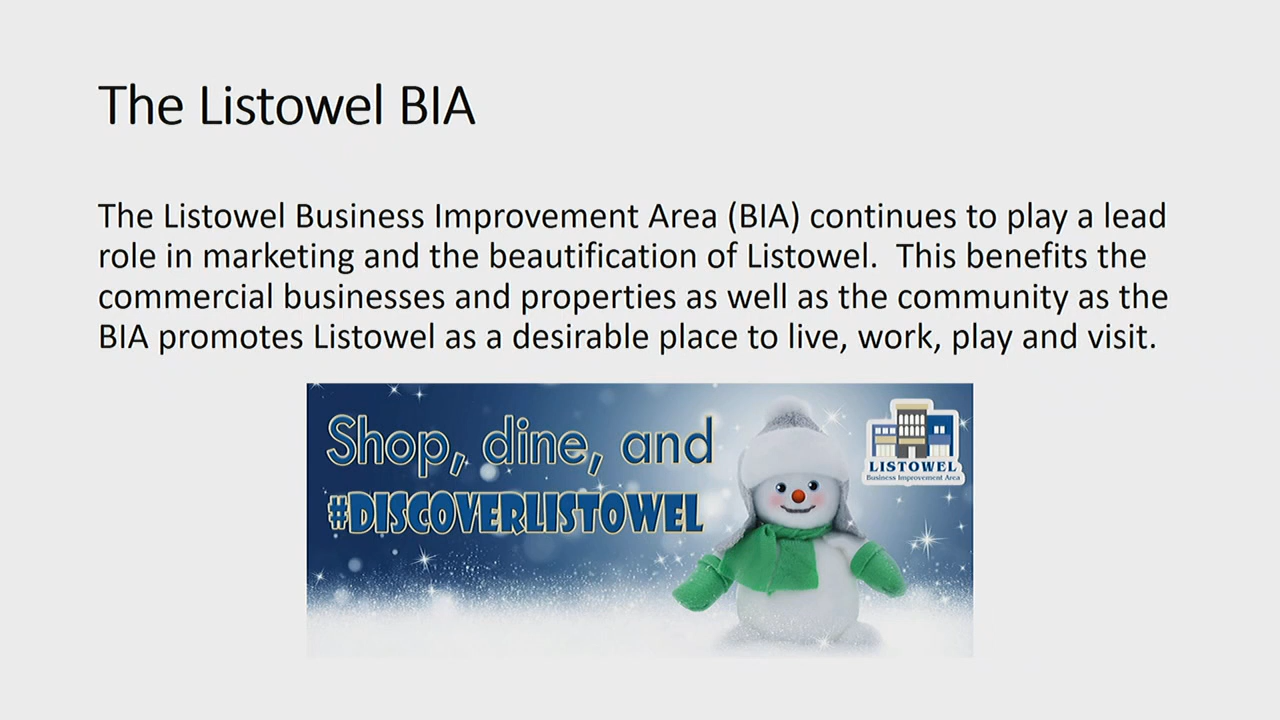 The Listowel BIA
The Listowel Business Improvement Area (BIA) continues to play a lead
role in marketing and the beautification of Listowel.  This benefits the
commercial businesses and properties as well as the community as the
BIA promotes Listowel as a desirable place to live, work, play and visit.
Shop, dine, and
#DISCOVERLISTOWEL
LISTOWEL
Business Improvement Area